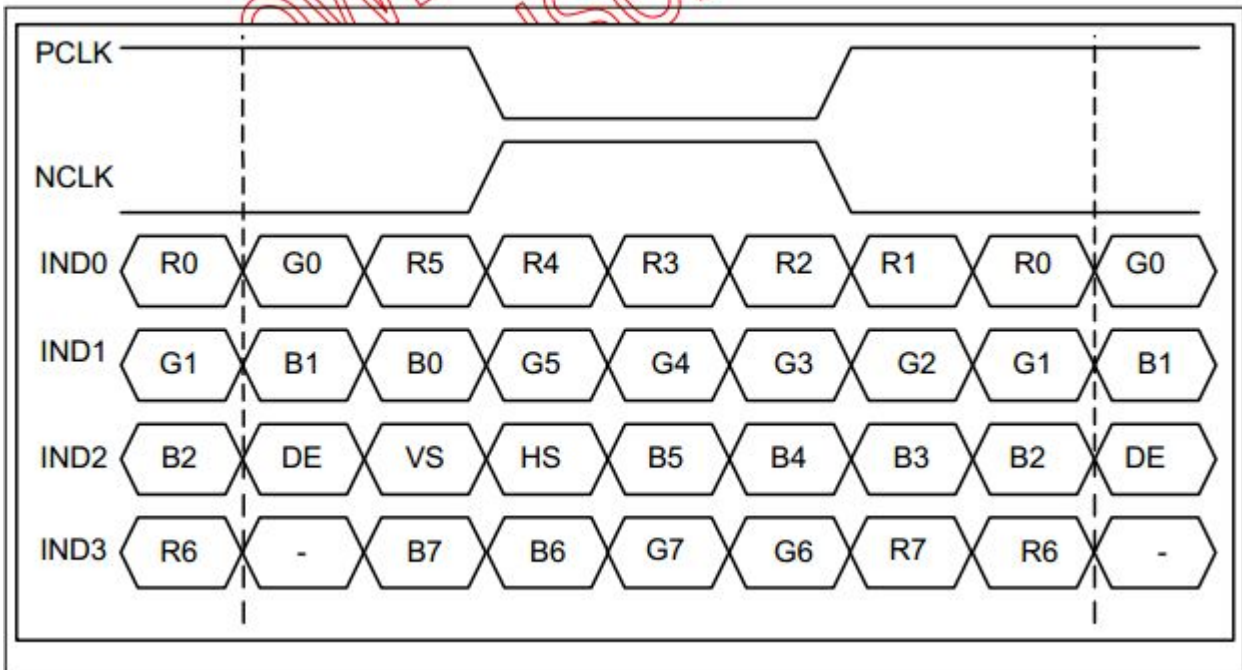 PCLK
NCLK
IND0 R0 G0 R5 R4 R3 R2 R1 R0 G0
IND1 G1 B1 B0 G5 G4 G3 G2 G1 B1
IND2 B2 DE VS HS B5 B4 B3 B2 DE
IND3 R6 - B7 B6 G7 G6 R7 R6 -